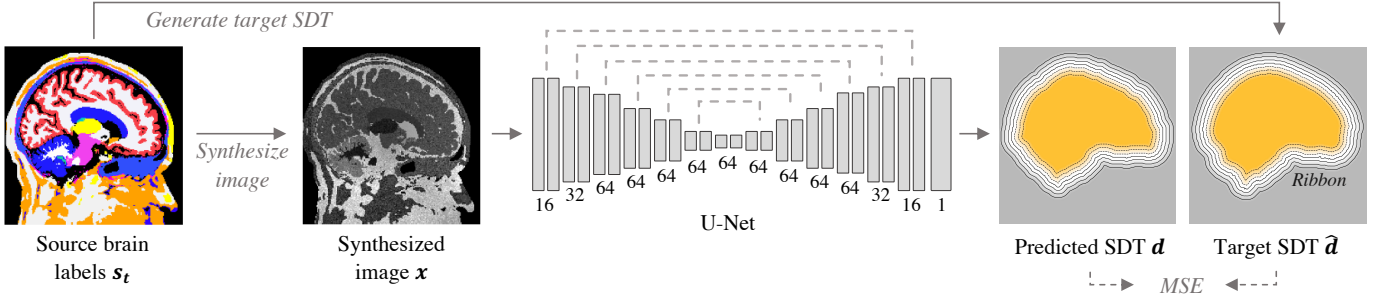 Generate target SDT
Synthesize
image
16
32
64
64
64
64
64
64
64
64
64
32
16
1
U-Net
Ribbon
Source brain
labels s_t
Synthesized
image x
Predicted SDT d
Target SDT d̂
MSE